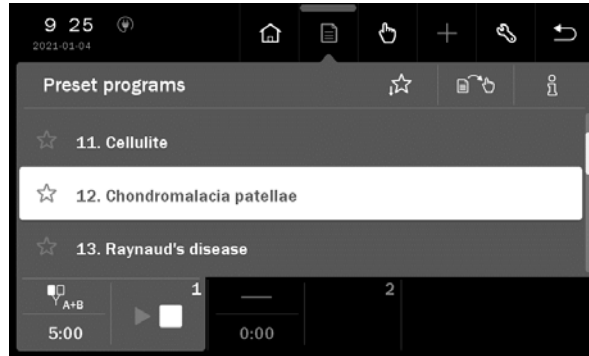 9 25
2021-01-04
Preset programs
11. Cellulite
12. Chondromalacia patellae
13. Raynaud's disease
A+B
1
2
5:00
0:00